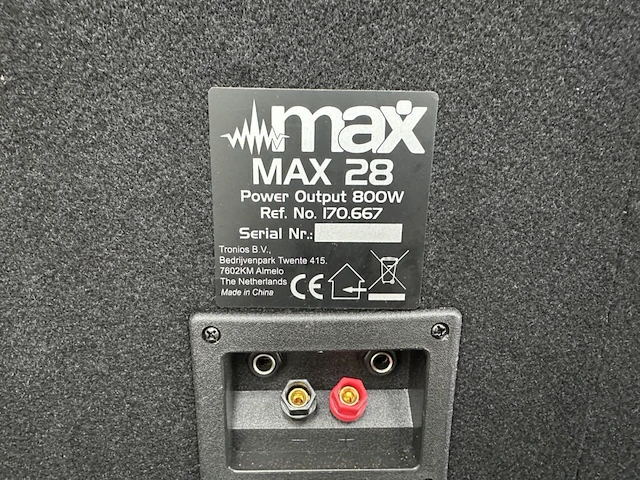 max
MAX 28
Power Output 800W
Ref. No. 170.667
Serial Nr.:
Tronios B.V.,
Bedrijvenpark Twente 415,
7602KM Almelo
The Netherlands
Made in China
CE